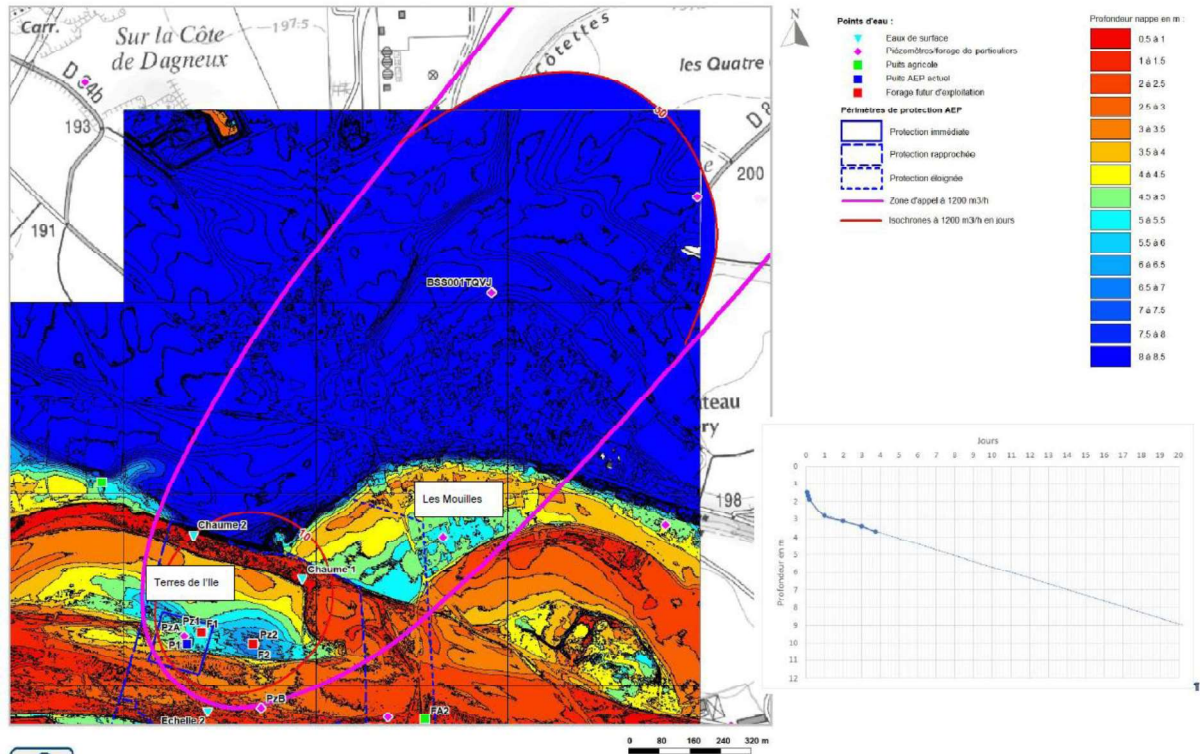 Carr.
Sur la Côte
de Dagneux
197.5
Côtettes
les Quatre
D 84b
193
50
D 8
200
191
BSS001TQVJ
teau
ry
198
Les Mouilles
Chaume 2
10
Chaume 1
Terres de l'Ile
PzA
Pz1
F1
P1
Pz2
F2
PzB
Echelle 2
FA2
0 80 160 240 320 m
N
Points d'eau :
Eaux de surface
Piézomètres/forage de particuliers
Puits agricole
Puits AEP actuel
Forage futur d'exploitation
Périmètres de protection AEP
Protection immédiate
Protection rapprochée
Protection éloignée
Zone d'appel à 1200 m3/h
Isochrones à 1200 m3/h en jours
Profondeur nappe en m :
0.5 à 1
1 à 1.5
2 à 2.5
2.5 à 3
3 à 3.5
3.5 à 4
4 à 4.5
4.5 à 5
5 à 5.5
5.5 à 6
6 à 6.5
6.5 à 7
7 à 7.5
7.5 à 8
8 à 8.5
Jours
0 1 2 3 4 5 6 7 8 9 10 11 12 13 14 15 16 17 18 19 20
Profondeur en m
0
1
2
3
4
5
6
7
8
9
10
11
12
1